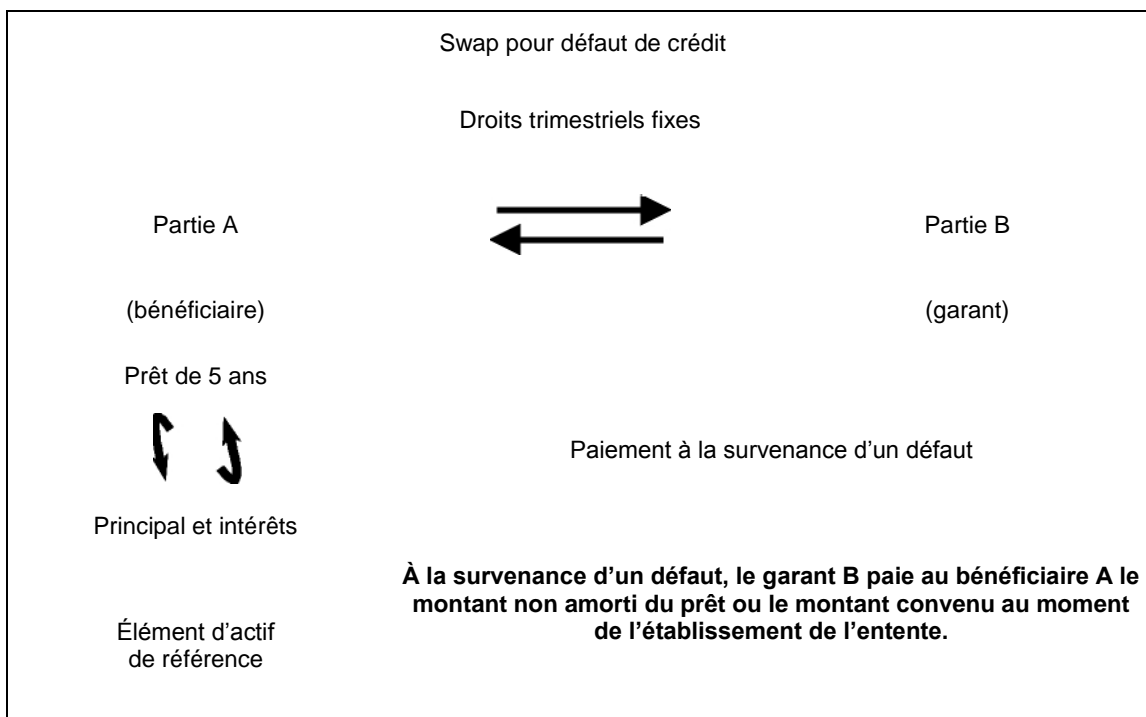 Swap pour défaut de crédit
Droits trimestriels fixes
Partie A
Partie B
(bénéficiaire)
(garant)
Prêt de 5 ans
Paiement à la survenance d’un défaut
Principal et intérêts
À la survenance d’un défaut, le garant B paie au bénéficiaire A le
montant non amorti du prêt ou le montant convenu au moment
de l’établissement de l’entente.
Élément d’actif
de référence